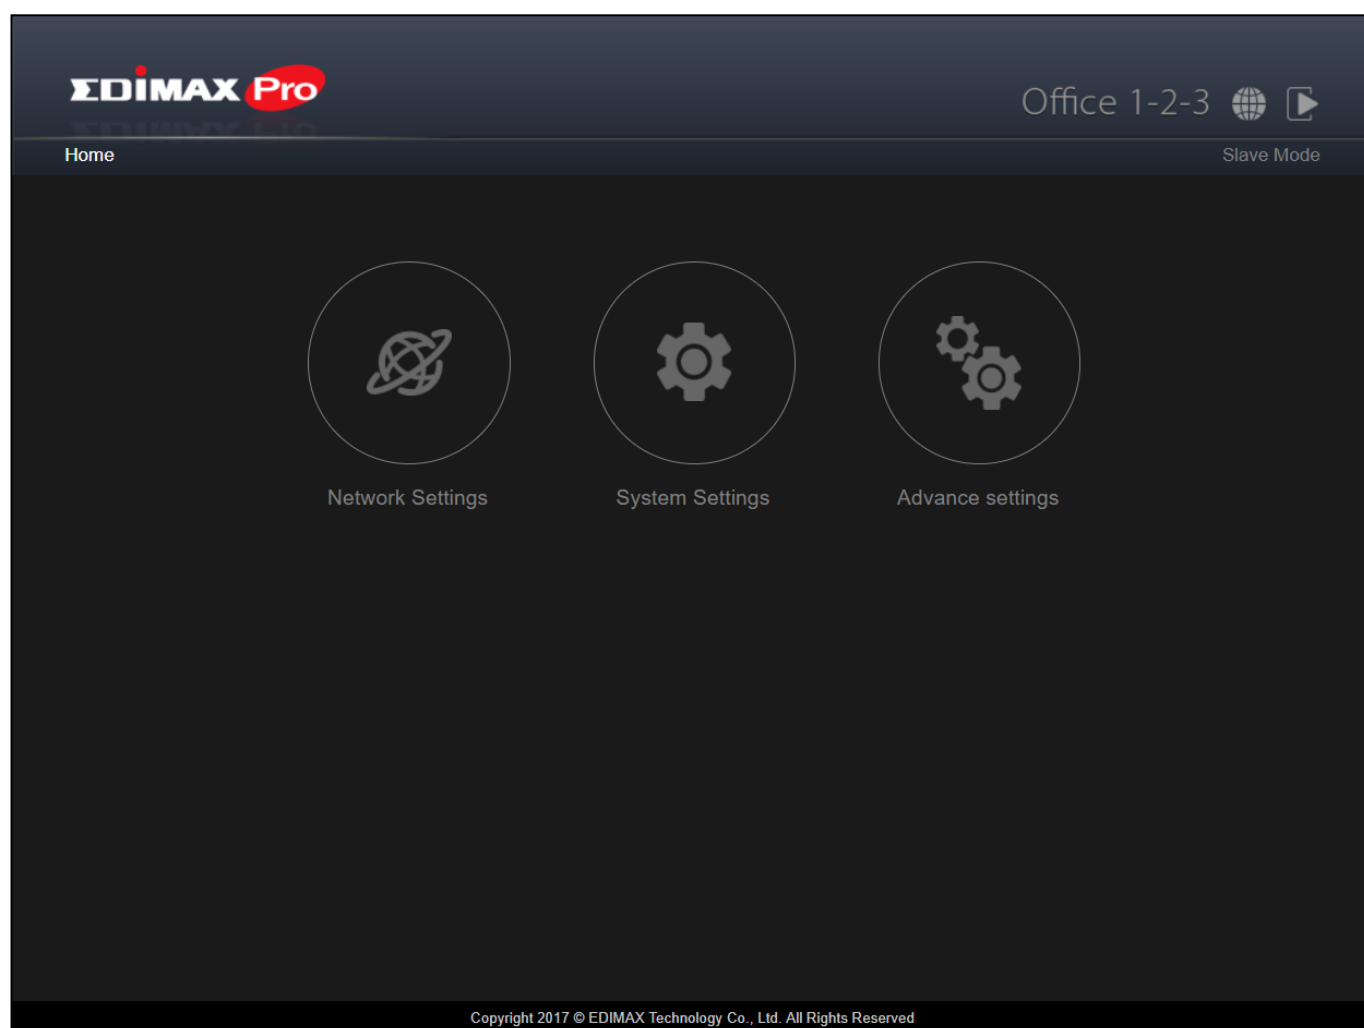 EDIMAX Pro
Office 1-2-3
Home
Slave Mode
Network Settings
System Settings
Advance settings
Copyright 2017 © EDIMAX Technology Co., Ltd. All Rights Reserved